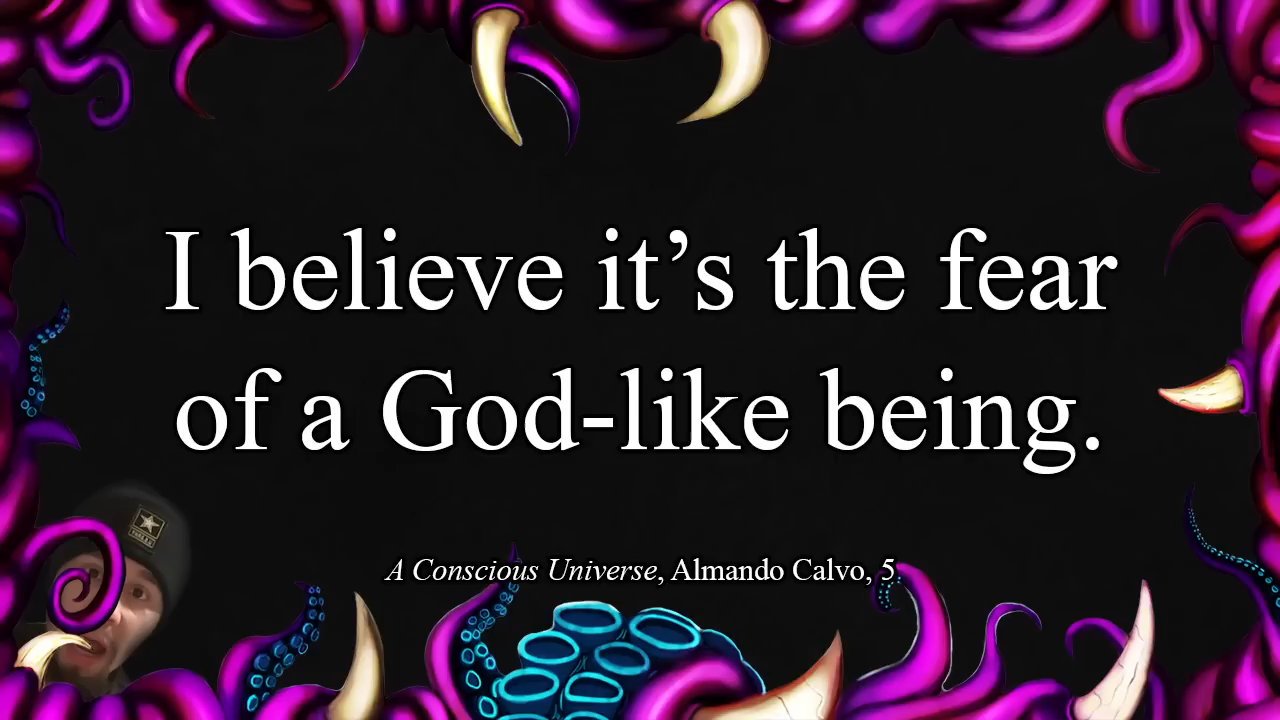 I believe it’s the fear
of a God-like being.
A Conscious Universe, Almando Calvo, 5